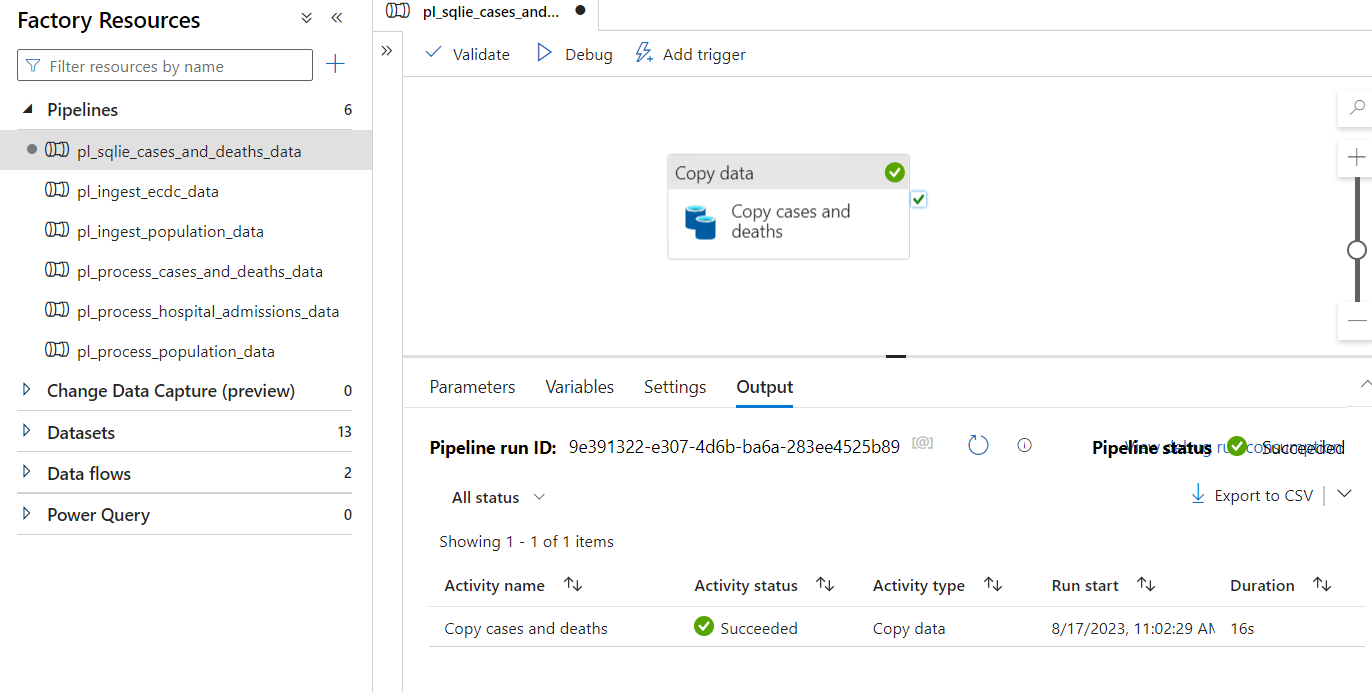 Factory Resources
Filter resources by name
Pipelines 6
pl_sqlie_cases_and_deaths_data
pl_ingest_ecdc_data
pl_ingest_population_data
pl_process_cases_and_deaths_data
pl_process_hospital_admissions_data
pl_process_population_data
Change Data Capture (preview) 0
Datasets 13
Data flows 2
Power Query 0
pl_sqlie_cases_and...
Validate Debug Add trigger
Copy data
Copy cases and
deaths
Parameters Variables Settings Output
Pipeline run ID: 9e391322-e307-4d6b-ba6a-283ee4525b89 [@] Pipeline status Succeeded
View debug run consumption
All status
Export to CSV
Showing 1 - 1 of 1 items
Activity name Activity status Activity type Run start Duration
Copy cases and deaths Succeeded Copy data 8/17/2023, 11:02:29 AM 16s